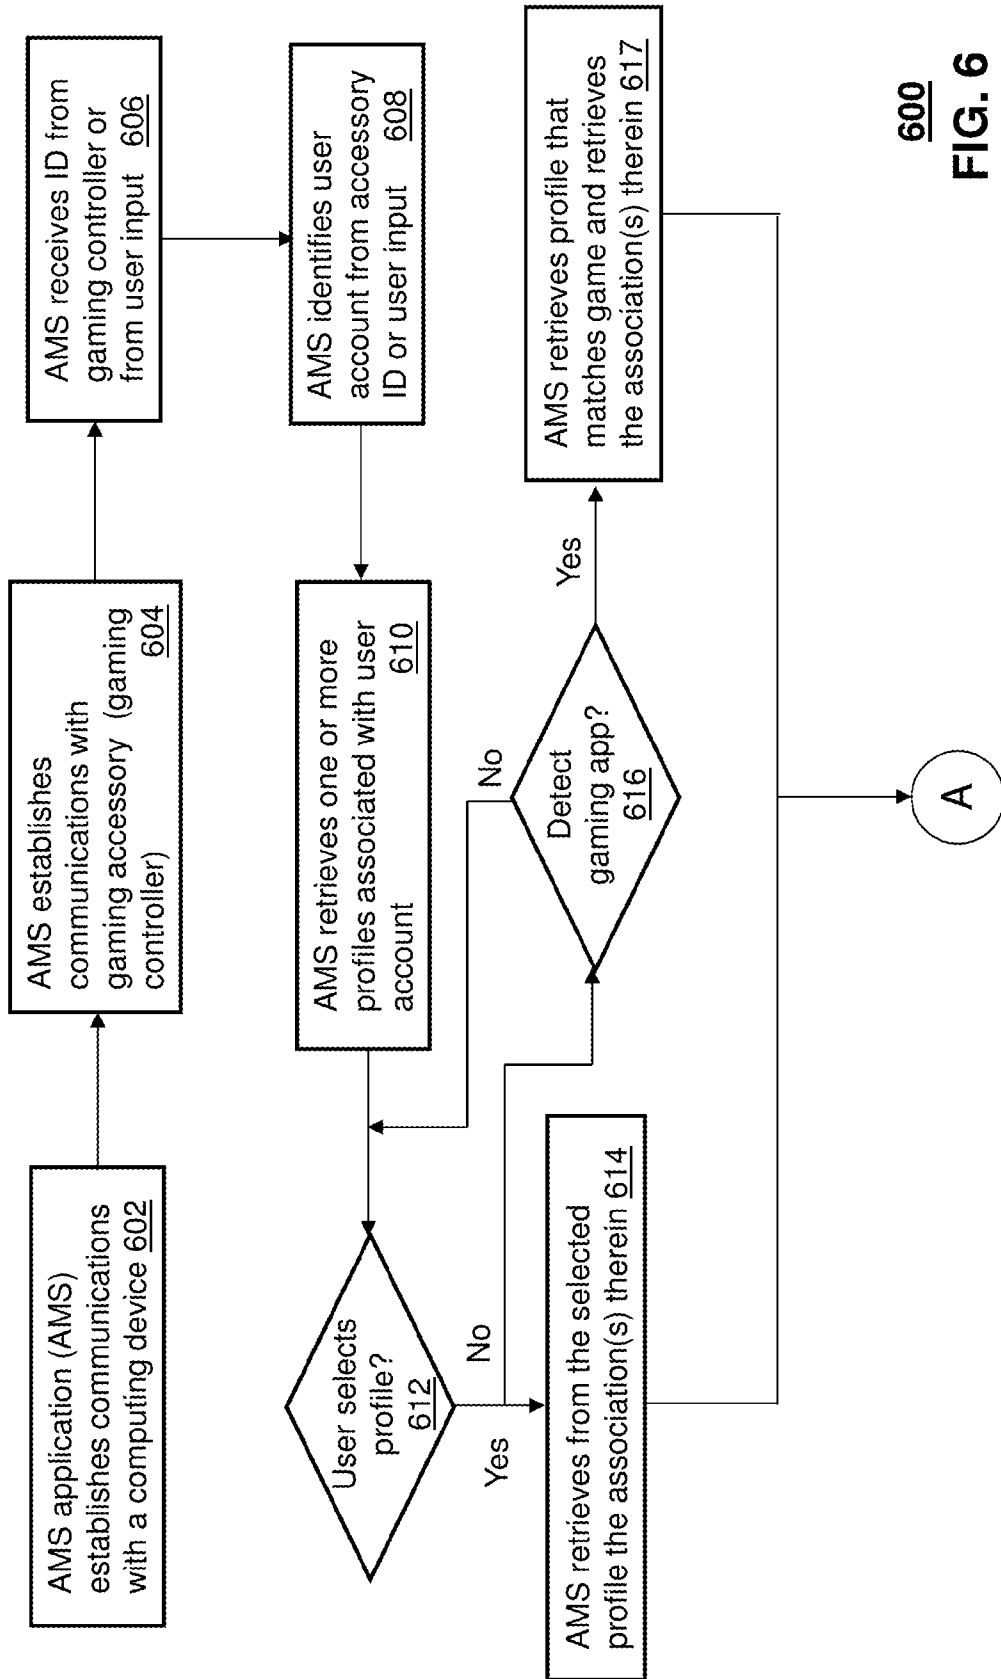 AMS application (AMS)
establishes communications
with a computing device 602
AMS establishes
communications with
gaming accessory (gaming
controller) 604
AMS receives ID from
gaming controller or
from user input 606
AMS identifies user
account from accessory
ID or user input 608
AMS retrieves one or more
profiles associated with user
account 610
User selects
profile?
612
No
Yes
AMS retrieves from the selected
profile the association(s) therein 614
Detect
gaming app?
616
No
Yes
AMS retrieves profile that
matches game and retrieves
the association(s) therein 617
A
600
FIG. 6